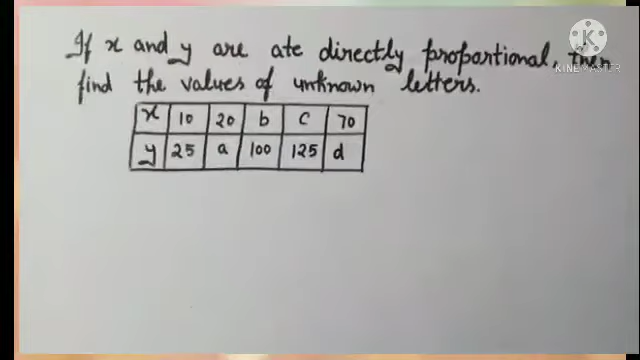 If x and y are ate directly proportional, then
find the values of unknown letters.
x 10 20 b c 70
y 25 a 100 125 d
KINEMASTER